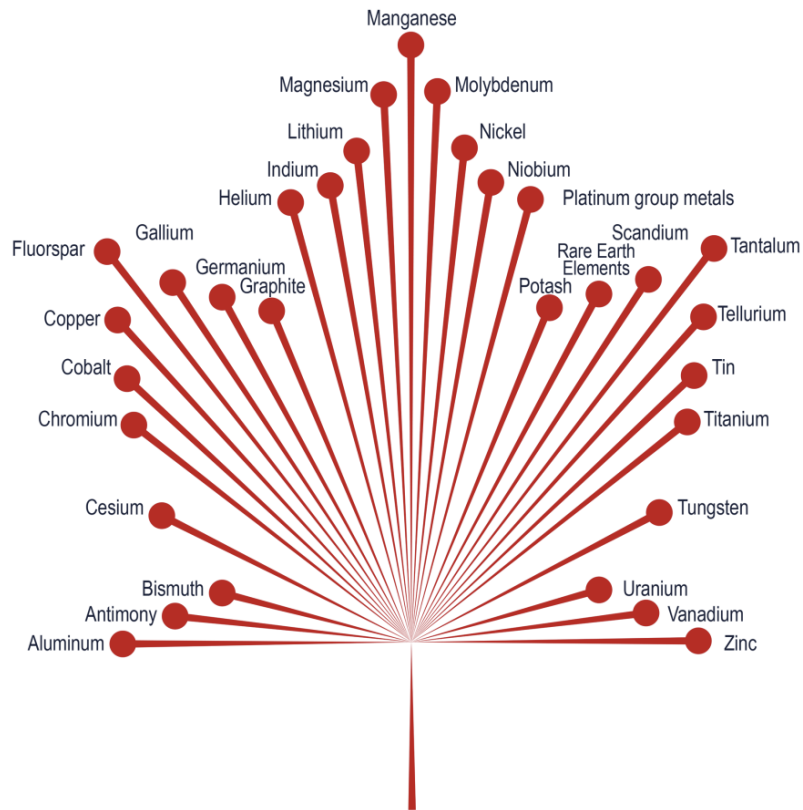 Manganese
Magnesium
Molybdenum
Lithium
Nickel
Indium
Niobium
Helium
Platinum group metals
Gallium
Scandium
Fluorspar
Tantalum
Germanium
Rare Earth
Elements
Graphite
Potash
Copper
Tellurium
Cobalt
Tin
Chromium
Titanium
Cesium
Tungsten
Bismuth
Uranium
Antimony
Vanadium
Aluminum
Zinc